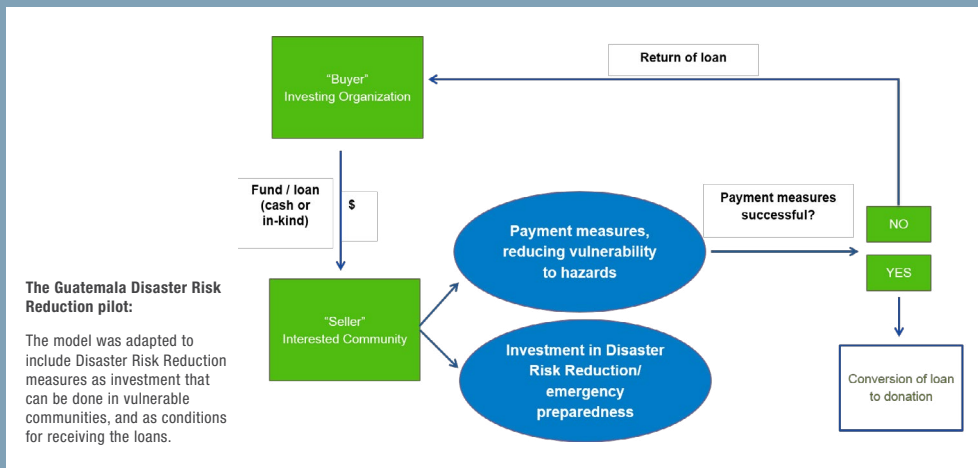 Return of loan
“Buyer”
Investing Organization
Fund / loan
(cash or
in-kind)
$
Payment measures
successful?
Payment measures,
reducing vulnerability
to hazards
NO
YES
The Guatemala Disaster Risk
Reduction pilot:
The model was adapted to
include Disaster Risk Reduction
measures as investment that
can be done in vulnerable
communities, and as conditions
for receiving the loans.
“Seller”
Interested Community
Investment in Disaster
Risk Reduction/
emergency
preparedness
Conversion of loan
to donation